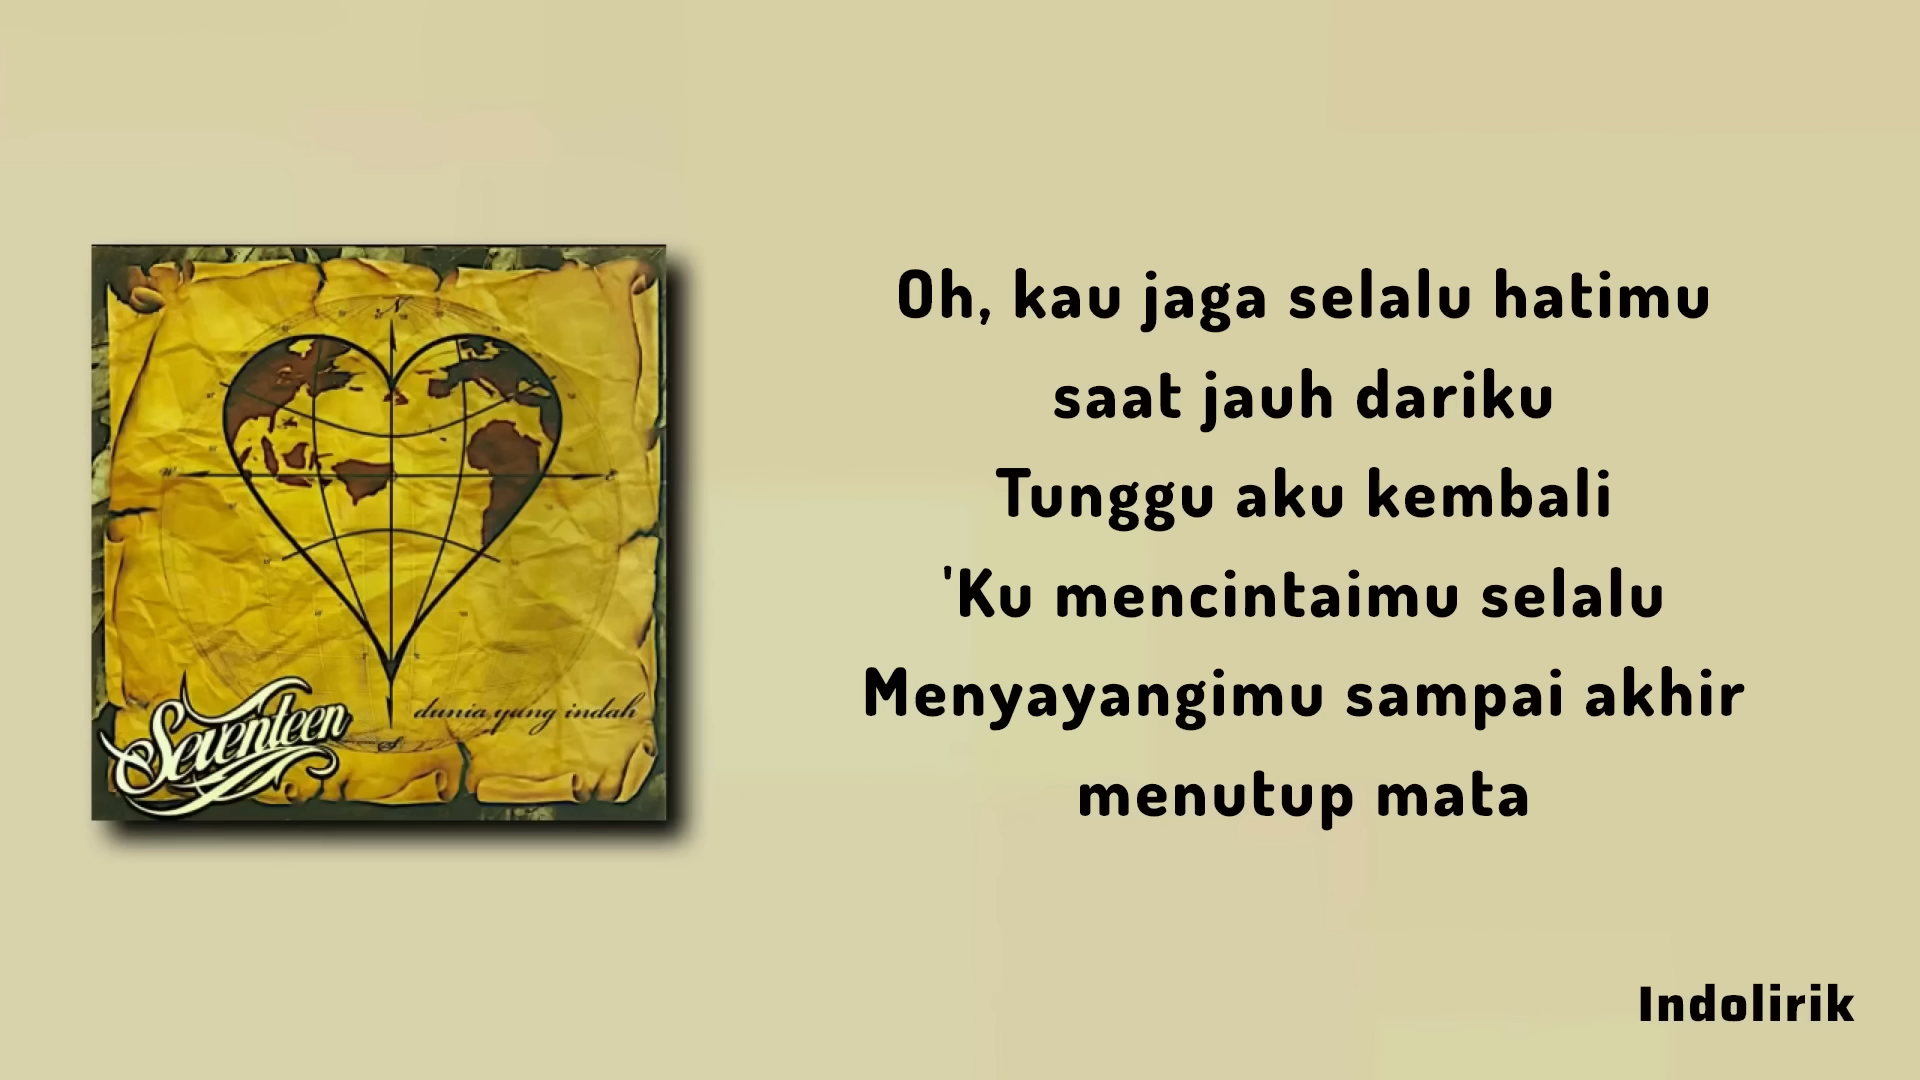 N
W
E
Seventeen
dunia yang indah
S
Oh, kau jaga selalu hatimu
saat jauh dariku
Tunggu aku kembali
'Ku mencintaimu selalu
Menyayangimu sampai akhir
menutup mata
Indolirik